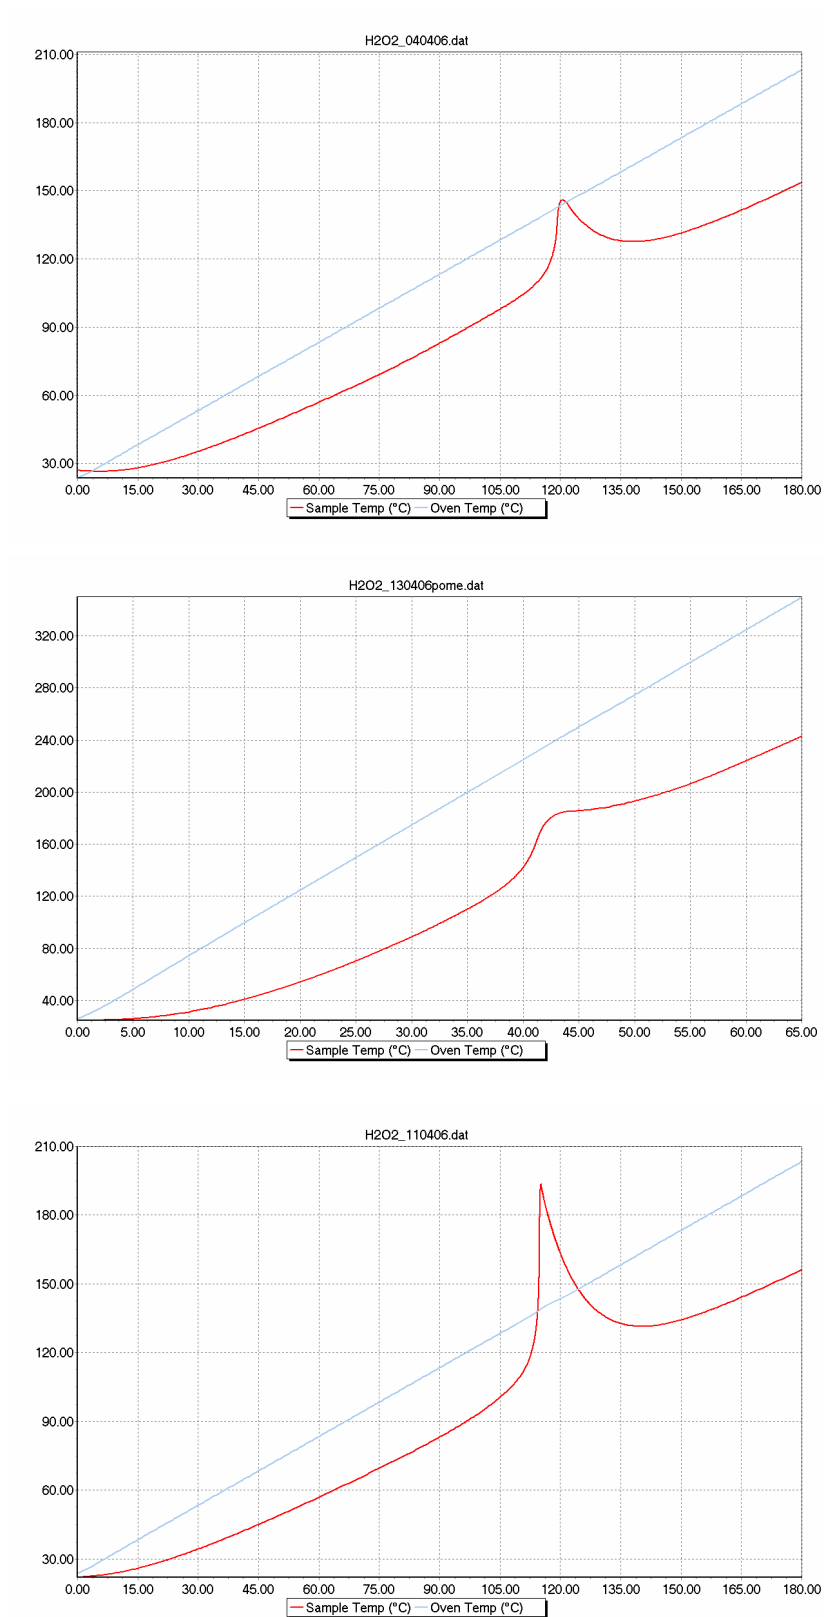 H2O2_040406.dat
210.00
180.00
150.00
120.00
90.00
60.00
30.00
0.00 15.00 30.00 45.00 60.00 75.00 90.00 105.00 120.00 135.00 150.00 165.00 180.00
Sample Temp (°C) Oven Temp (°C)
H2O2_130406pome.dat
320.00
280.00
240.00
200.00
160.00
120.00
80.00
40.00
0.00 5.00 10.00 15.00 20.00 25.00 30.00 35.00 40.00 45.00 50.00 55.00 60.00 65.00
Sample Temp (°C) Oven Temp (°C)
H2O2_110406.dat
210.00
180.00
150.00
120.00
90.00
60.00
30.00
0.00 15.00 30.00 45.00 60.00 75.00 90.00 105.00 120.00 135.00 150.00 165.00 180.00
Sample Temp (°C) Oven Temp (°C)